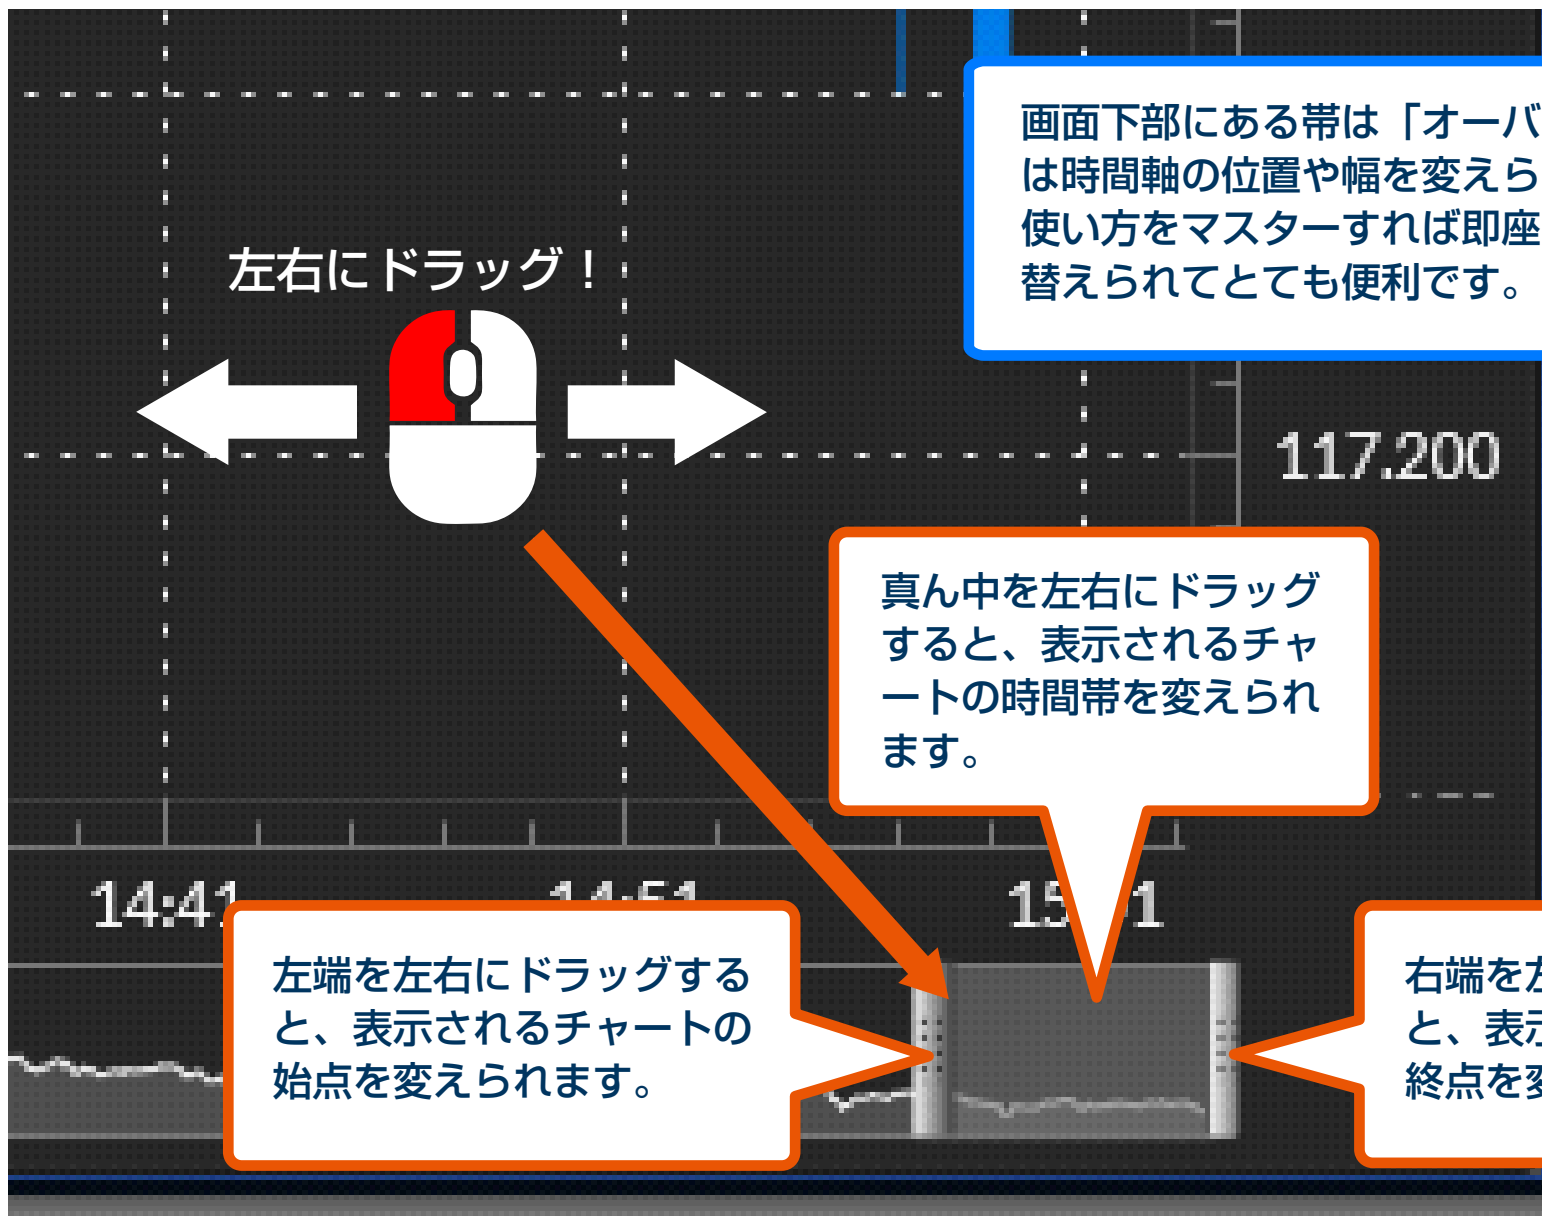 画面下部にある帯は「オーバ
は時間軸の位置や幅を変えら
使い方をマスターすれば即座
替えられてとても便利です。
左右にドラッグ！
117.200
真ん中を左右にドラッグ
すると、表示されるチャ
ートの時間帯を変えられ
ます。
14:41
14:51
左端を左右にドラッグする
と、表示されるチャートの
始点を変えられます。
右端を
と、表
終点を